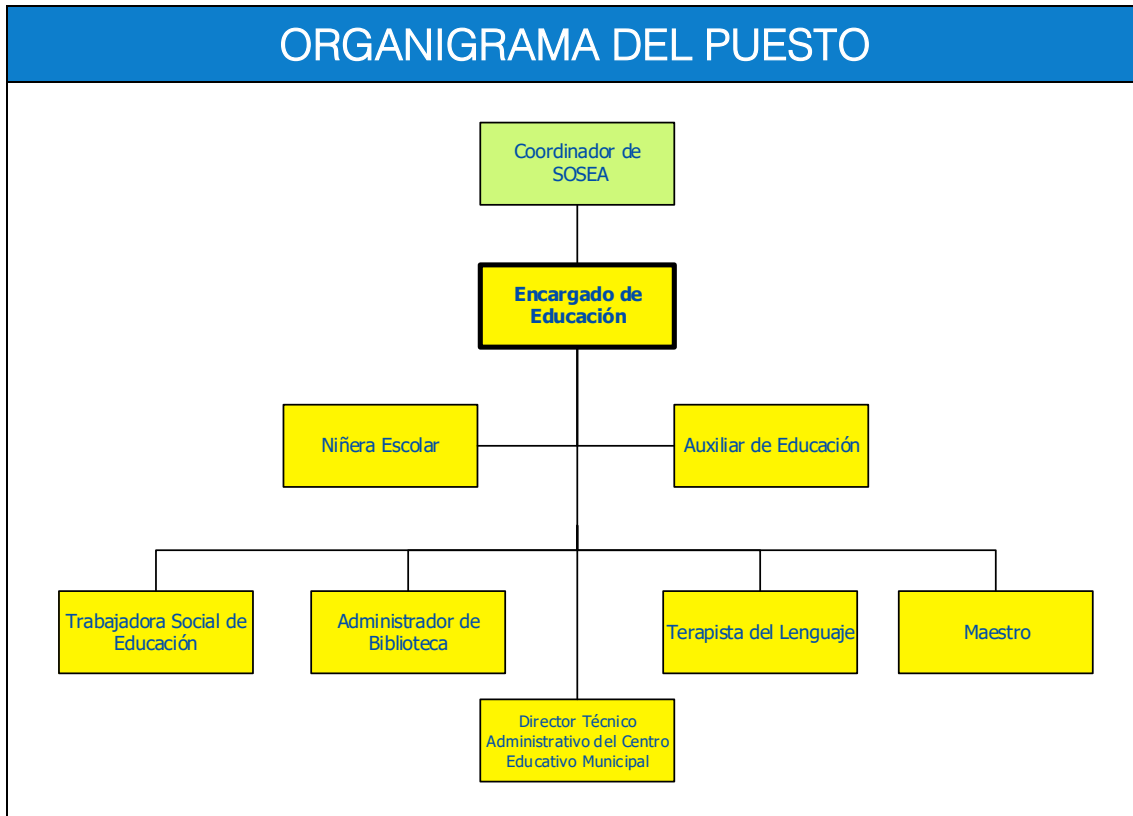 ORGANIGRAMA DEL PUESTO
Coordinador de
SOSEA
Encargado de
Educación
Niñera Escolar
Auxiliar de Educación
Trabajadora Social de
Educación
Administrador de
Biblioteca
Terapista del Lenguaje
Maestro
Director Técnico
Administrativo del Centro
Educativo Municipal